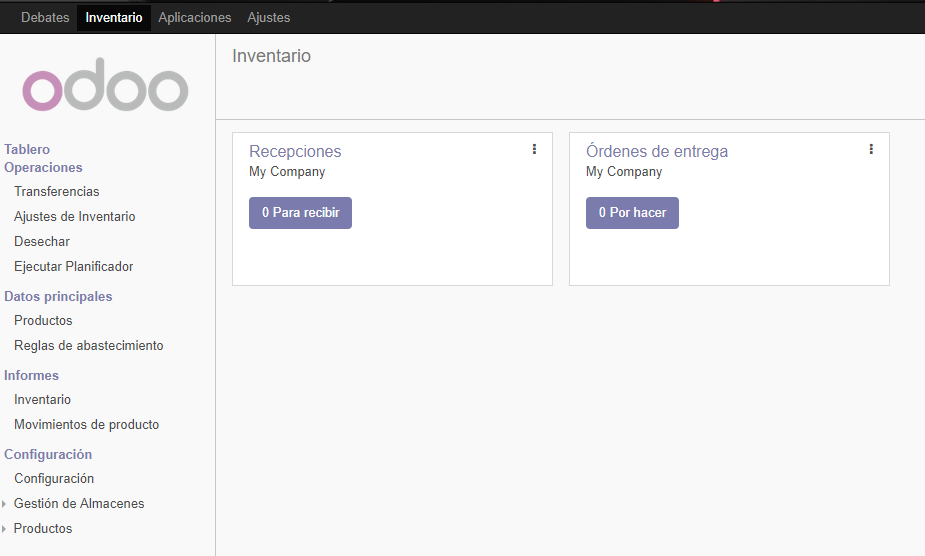 Debates Inventario Aplicaciones Ajustes
odoo
Tablero
Operaciones
Transferencias
Ajustes de Inventario
Desechar
Ejecutar Planificador
Datos principales
Productos
Reglas de abastecimiento
Informes
Inventario
Movimientos de producto
Configuración
Configuración
Gestión de Almacenes
Productos
Inventario
Recepciones
My Company
0 Para recibir
Órdenes de entrega
My Company
0 Por hacer